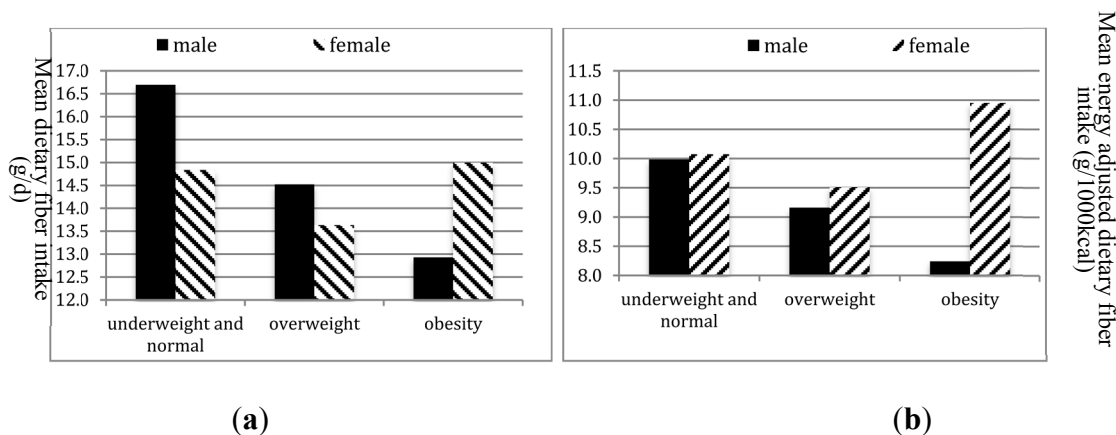 male female
Mean dietary fiber intake
(g/d)
17.0
16.5
16.0
15.5
15.0
14.5
14.0
13.5
13.0
12.5
12.0
underweight and
normal
overweight
obesity
(a)
male female
11.5
11.0
10.5
10.0
9.5
9.0
8.5
8.0
underweight and
normal
overweight
obesity
Mean energy adjusted dietary fiber
intake (g/1000kcal)
(b)